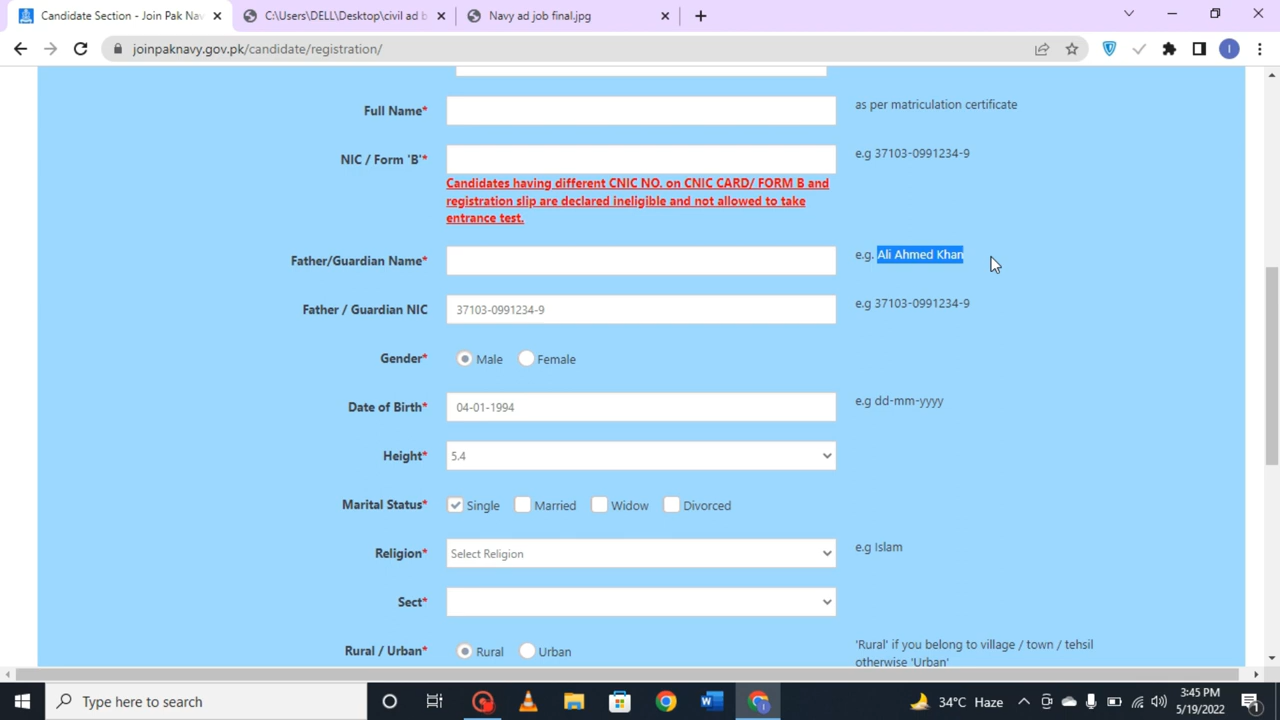 Candidate Section - Join Pak Nav
C:\Users\DELL\Desktop\civil ad b
Navy ad job final.jpg
joinpaknavy.gov.pk/candidate/registration/
I
Full Name*
as per matriculation certificate
NIC / Form 'B'*
e.g 37103-0991234-9
Candidates having different CNIC NO. on CNIC CARD/ FORM B and
registration slip are declared ineligible and not allowed to take
entrance test.
Father/Guardian Name*
e.g. Ali Ahmed Khan
Father / Guardian NIC
37103-0991234-9
e.g 37103-0991234-9
Gender*
Male
Female
Date of Birth*
04-01-1994
e.g dd-mm-yyyy
Height*
5.4
Marital Status*
Single
Married
Widow
Divorced
Religion*
Select Religion
e.g Islam
Sect*
Rural / Urban*
Rural
Urban
'Rural' if you belong to village / town / tehsil
otherwise 'Urban'
Type here to search
34°C Haze
3:45 PM
5/19/2022
1